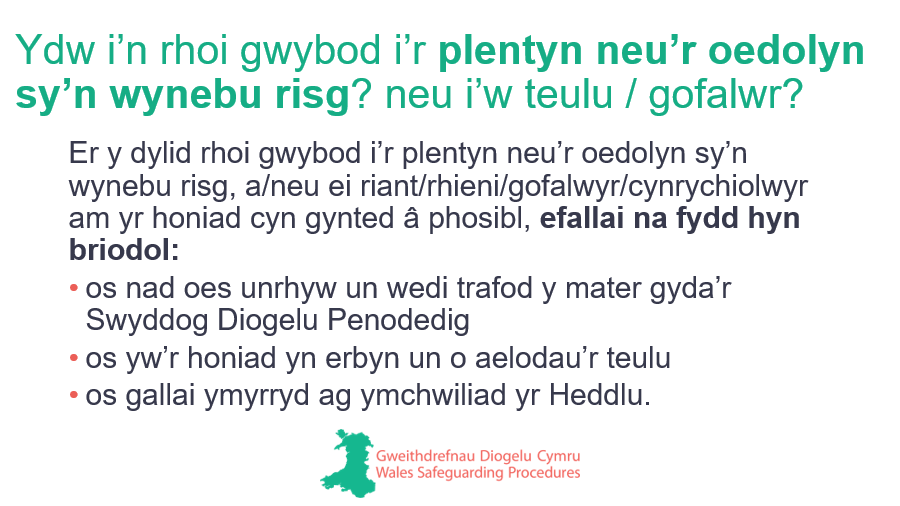 Ydw i’n rhoi gwybod i’r plentyn neu’r oedolyn
sy’n wynebu risg? neu i’w teulu / gofalwr?
Er y dylid rhoi gwybod i’r plentyn neu’r oedolyn sy’n
wynebu risg, a/neu ei riant/rhieni/gofalwyr/cynrychiolwyr
am yr honiad cyn gynted â phosibl, efallai na fydd hyn
briodol:
• os nad oes unrhyw un wedi trafod y mater gyda’r
Swyddog Diogelu Penodedig
• os yw’r honiad yn erbyn un o aelodau’r teulu
• os gallai ymyrryd ag ymchwiliad yr Heddlu.
Gweithdrefnau Diogelu Cymru
Wales Safeguarding Procedures